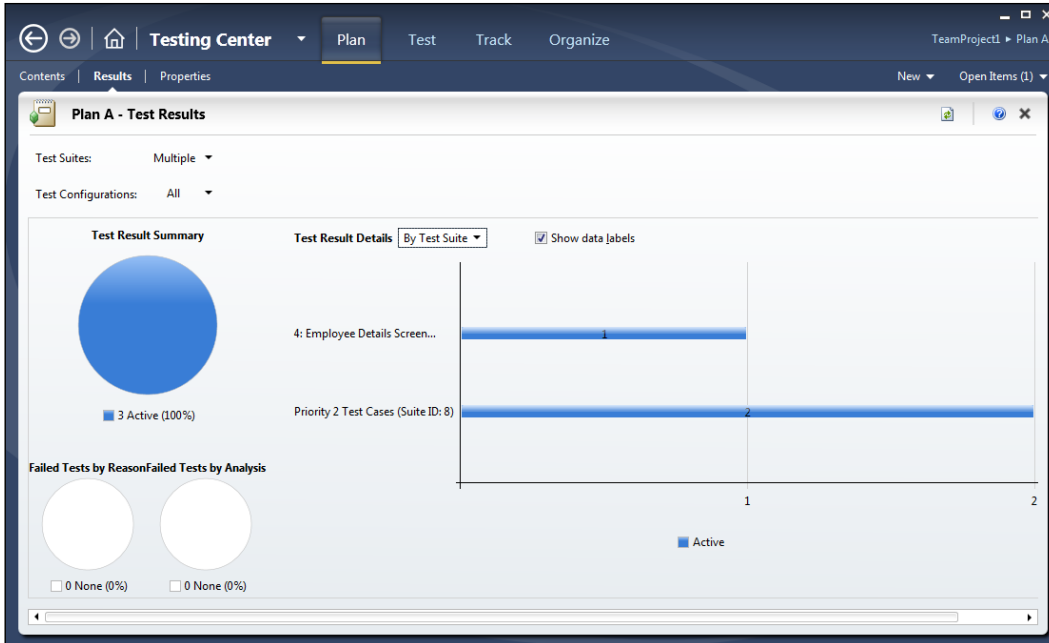 Testing Center Plan Test Track Organize TeamProject1 ▸ Plan A
Contents | Results | Properties New Open Items (1)
Plan A - Test Results
Test Suites: Multiple
Test Configurations: All
Test Result Summary
3 Active (100%)
Failed Tests by Reason
0 None (0%)
Failed Tests by Analysis
0 None (0%)
Test Result Details By Test Suite Show data labels
4: Employee Details Screen... 1
Priority 2 Test Cases (Suite ID: 8) 2
1 2
Active